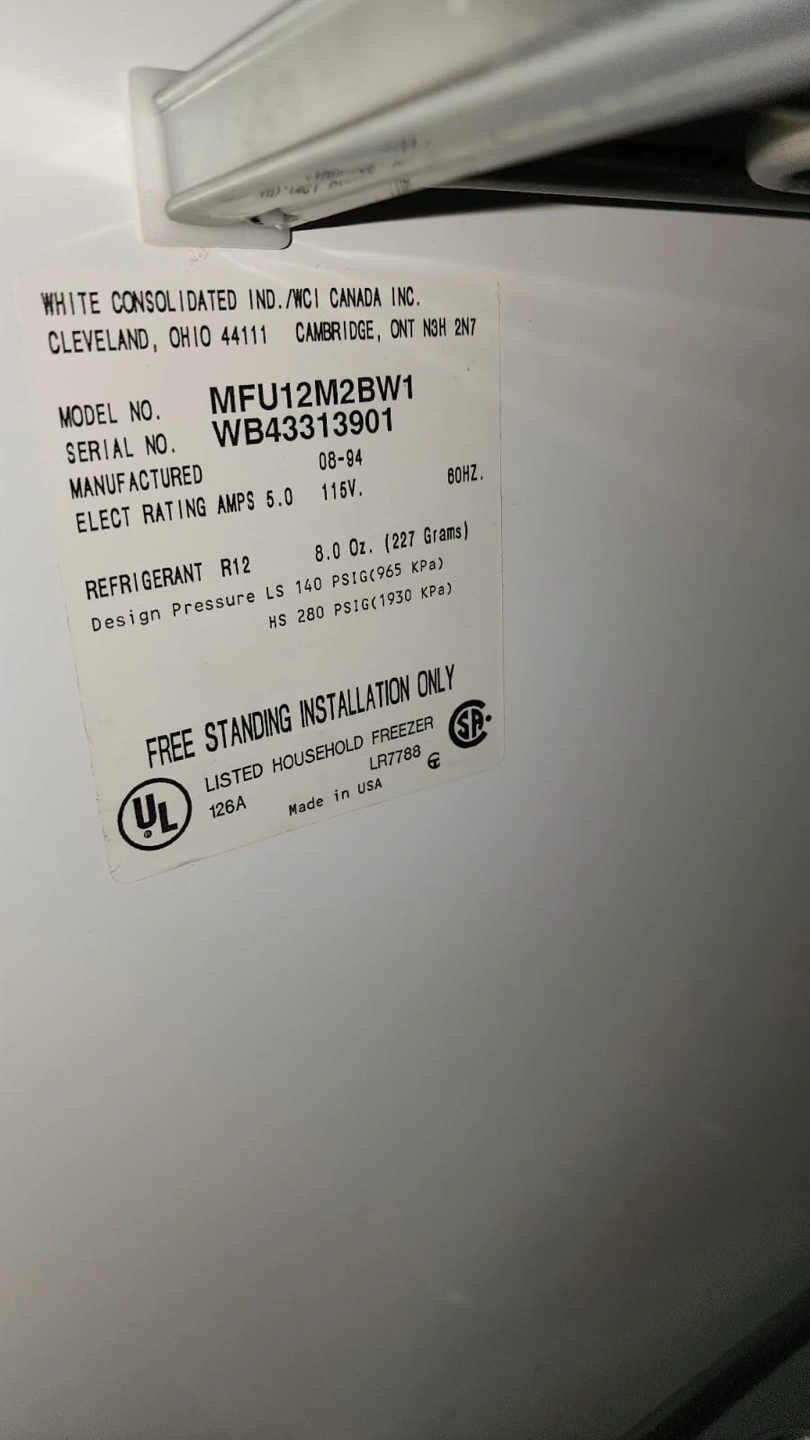 WHITE CONSOLIDATED IND./WCI CANADA INC.
CLEVELAND, OHIO 44111 CAMBRIDGE, ONT N3H 2N7
MODEL NO. MFU12M2BW1
SERIAL NO. WB43313901
MANUFACTURED 08-94
ELECT RATING AMPS 5.0 115V. 60HZ.
REFRIGERANT R12 8.0 Oz. (227 Grams)
Design Pressure LS 140 PSIG(965 KPa)
HS 280 PSIG(1930 KPa)
FREE STANDING INSTALLATION ONLY
UL LISTED HOUSEHOLD FREEZER SA
126A LR7788
Made in USA